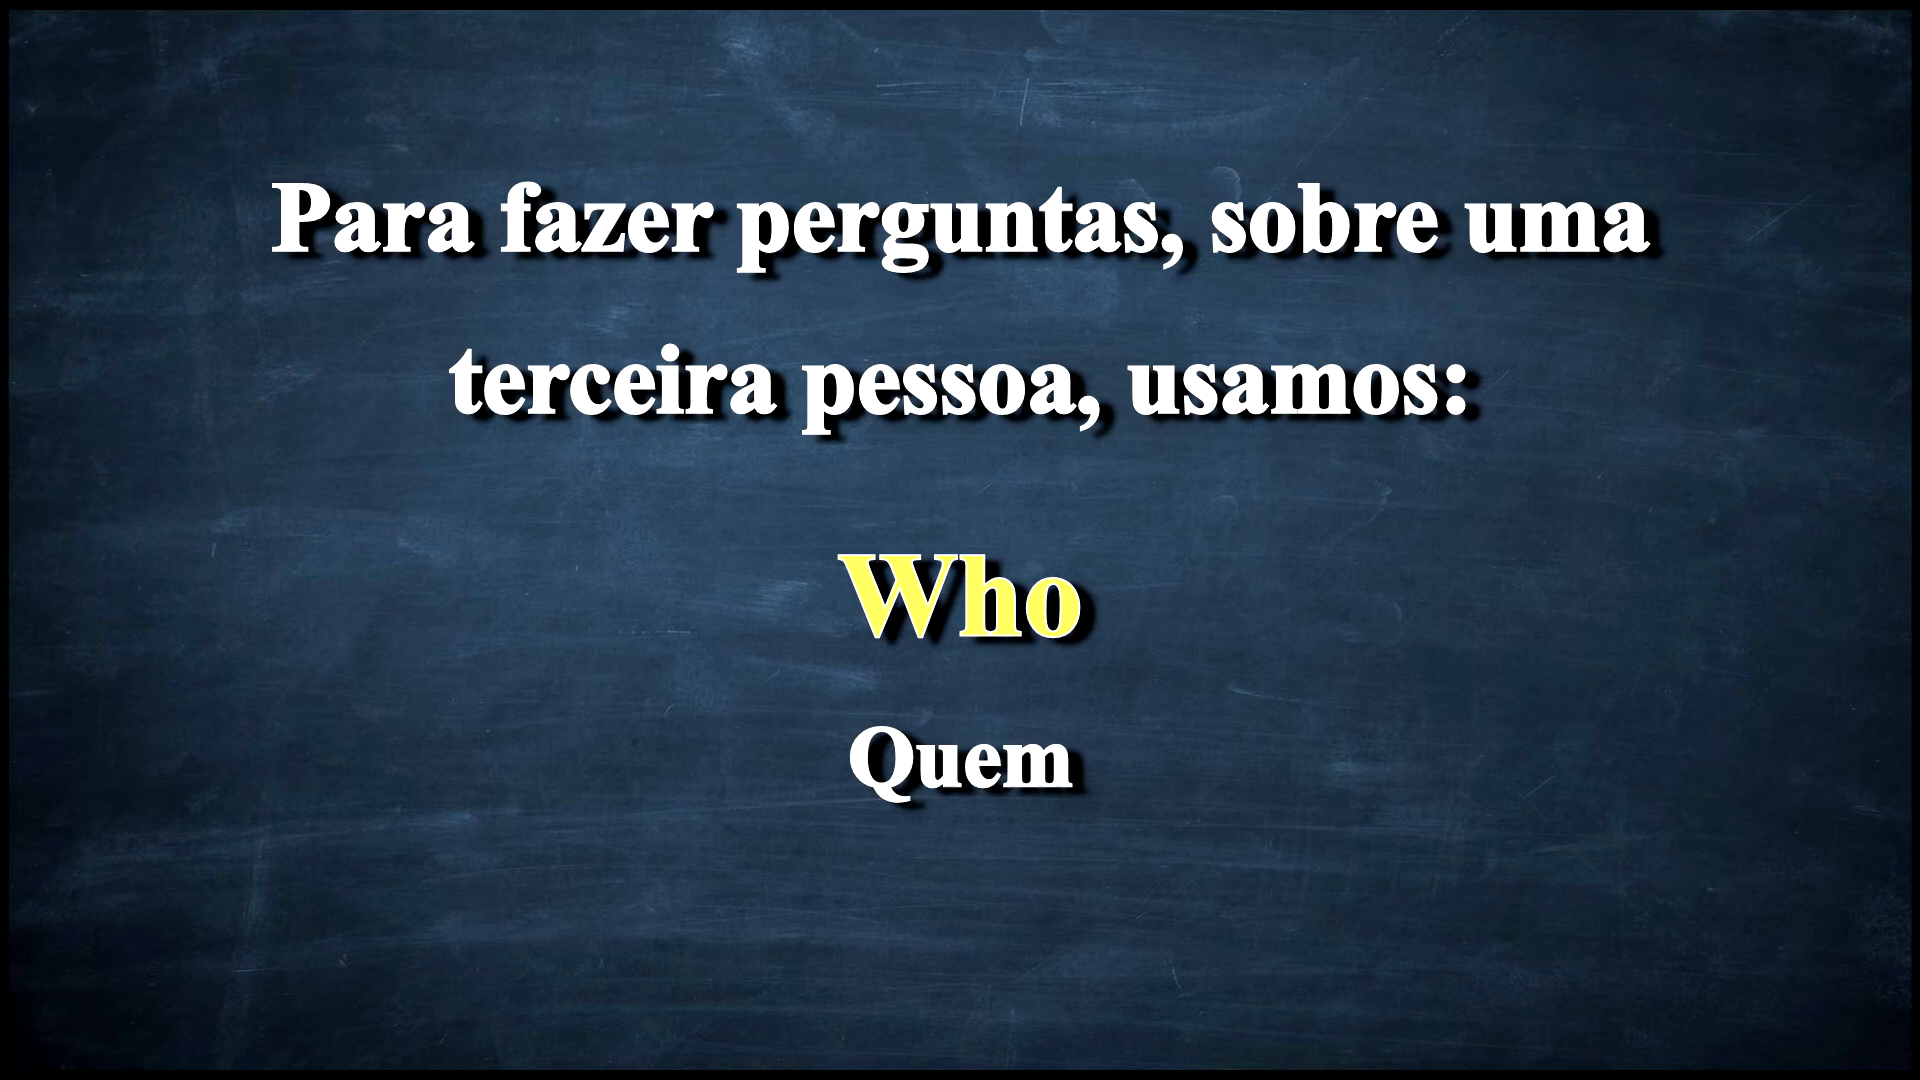 Para fazer perguntas, sobre uma
terceira pessoa, usamos:
Who
Quem